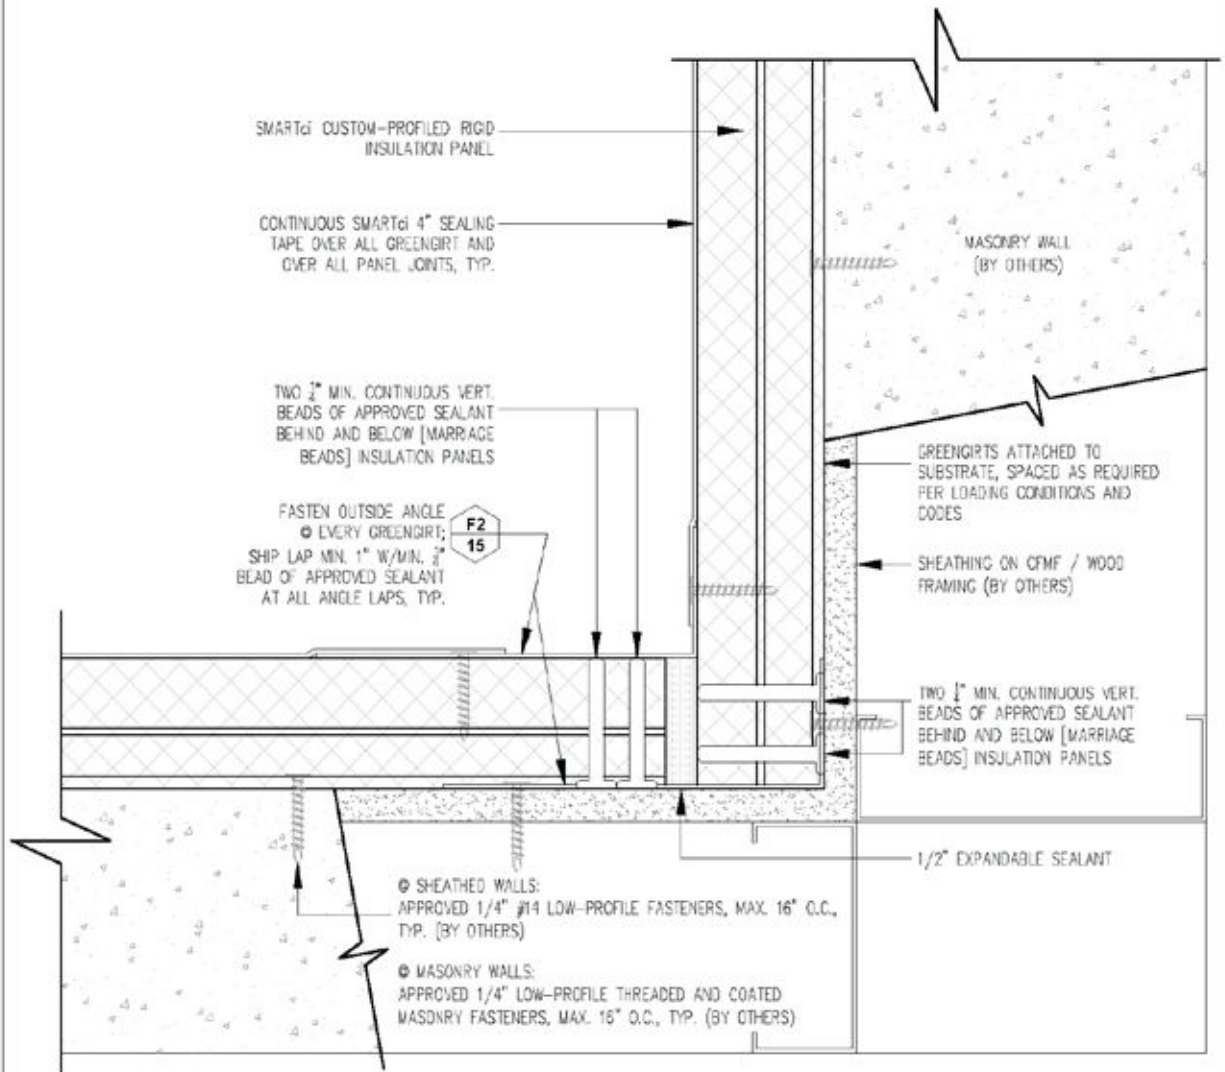 SMARTci CUSTOM-PROFILED RIGID
INSULATION PANEL
CONTINUOUS SMARTci 4" SEALING
TAPE OVER ALL GREENGIRT AND
OVER ALL PANEL JOINTS, TYP.
MASONRY WALL
(BY OTHERS)
TWO MIN. CONTINUOUS VERT.
BEADS OF APPROVED SEALANT
BEHIND AND BELOW [MARRIAGE
BEADS] INSULATION PANELS
GREENGIRTS ATTACHED TO
SUBSTRATE, SPACED AS REQUIRED
PER LOADING CONDITIONS AND
CODES
FASTEN OUTSIDE ANGLE
@ EVERY GREENGIRT;
SHIP LAP MIN. 1" W/MIN.
BEAD OF APPROVED SEALANT
AT ALL ANGLE LAPS, TYP.
F2
15
SHEATHING ON CFMF / WOOD
FRAMING (BY OTHERS)
TWO MIN. CONTINUOUS VERT.
BEADS OF APPROVED SEALANT
BEHIND AND BELOW [MARRIAGE
BEADS] INSULATION PANELS
1/2" EXPANDABLE SEALANT
@ SHEATHED WALLS:
APPROVED 1/4" #14 LOW-PROFILE FASTENERS, MAX. 16" O.C.,
TYP. (BY OTHERS)
@ MASONRY WALLS:
APPROVED 1/4" LOW-PROFILE THREADED AND COATED
MASONRY FASTENERS, MAX. 16" O.C., TYP. (BY OTHERS)